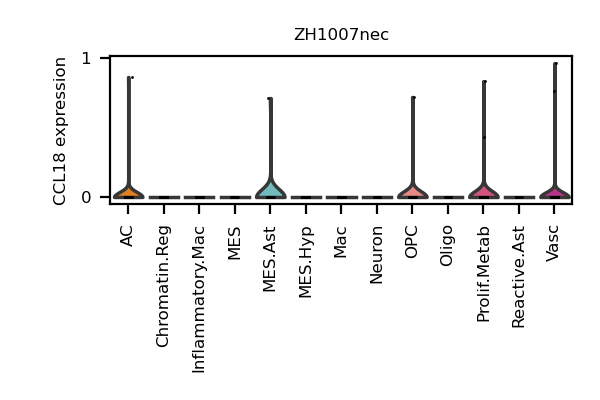 ZH1007nec
CCL18 expression
1
0
AC
Chromatin.Reg
Inflammatory.Mac
MES
MES.Ast
MES.Hyp
Mac
Neuron
OPC
Oligo
Prolif.Metab
Reactive.Ast
Vasc